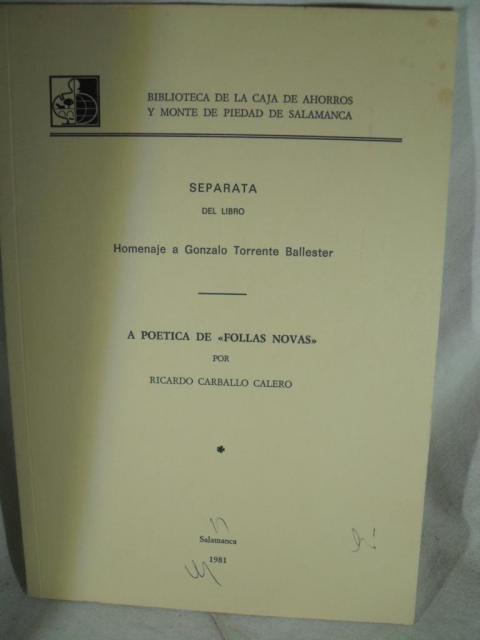 BIBLIOTECA DE LA CAJA DE AHORROS
Y MONTE DE PIEDAD DE SALAMANCA
SEPARATA
DEL LIBRO
Homenaje a Gonzalo Torrente Ballester
A POETICA DE «FOLLAS NOVAS»
POR
RICARDO CARBALLO CALERO
Salamanca
1981